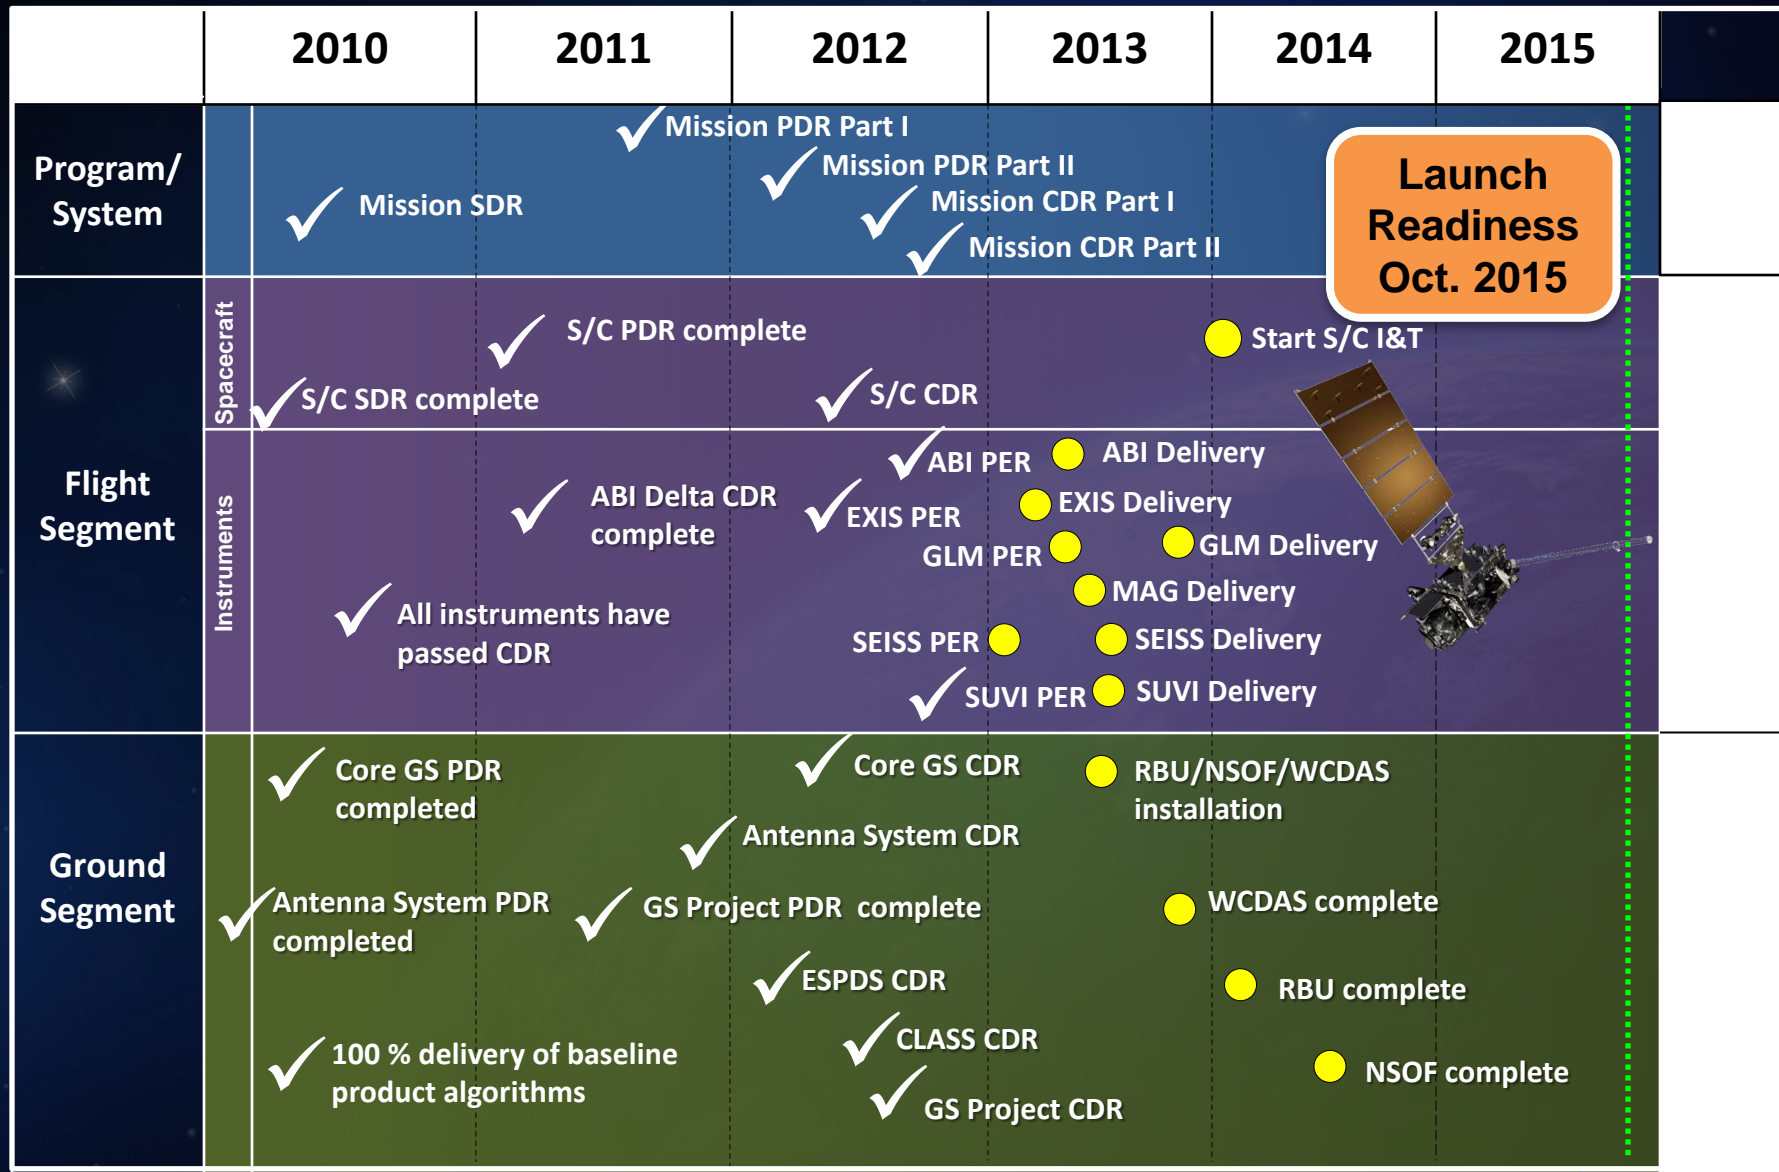 2010 2011 2012 2013 2014 2015
Program/
System
Mission PDR Part I
Mission PDR Part II
Mission SDR
Mission CDR Part I
Mission CDR Part II
Launch
Readiness
Oct. 2015
Flight
Segment
Spacecraft
S/C PDR complete
Start S/C I&T
S/C SDR complete
S/C CDR
Instruments
ABI PER
ABI Delivery
ABI Delta CDR
complete
EXIS PER
EXIS Delivery
GLM PER
GLM Delivery
MAG Delivery
All instruments have
passed CDR
SEISS PER
SEISS Delivery
SUVI PER
SUVI Delivery
Ground
Segment
Core GS PDR
completed
Core GS CDR
RBU/NSOF/WCDAS
installation
Antenna System CDR
Antenna System PDR
completed
GS Project PDR  complete
WCDAS complete
ESPDS CDR
RBU complete
CLASS CDR
100 % delivery of baseline
product algorithms
NSOF complete
GS Project CDR